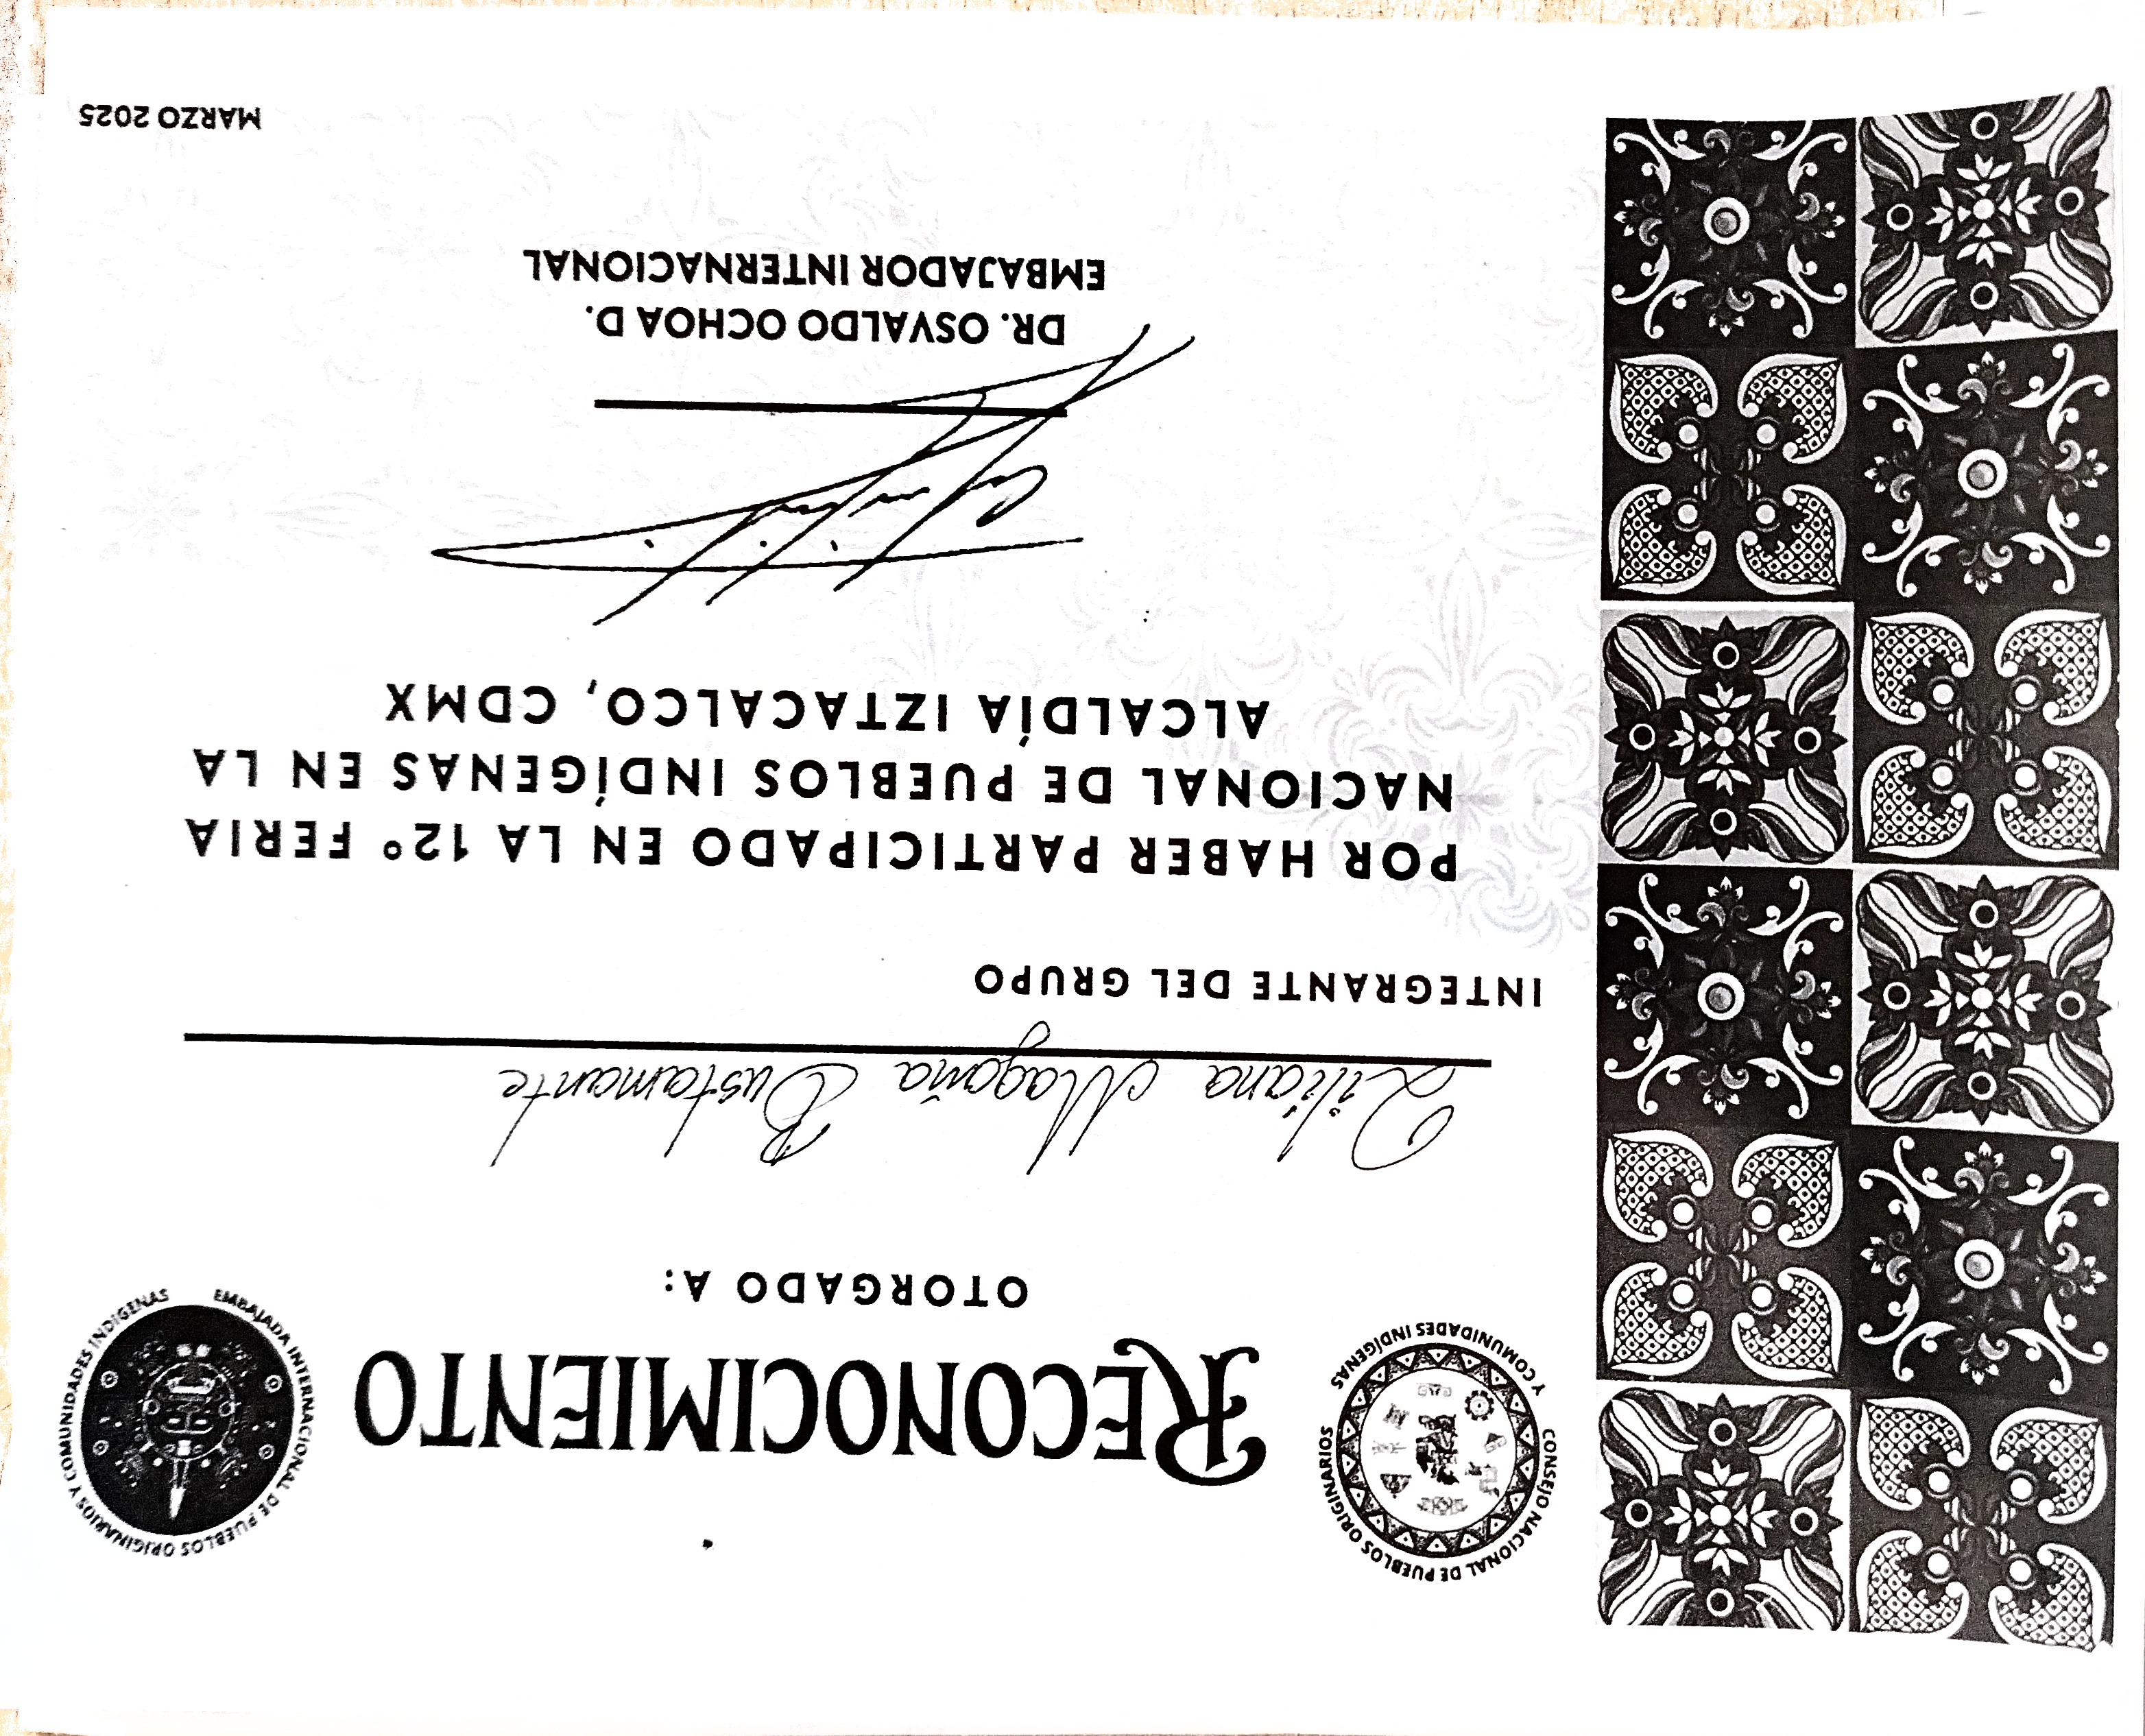 CONSEJO NACIONAL DE PUEBLOS ORIGINARIOS
Y COMUNIDADES INDÍGENAS
RECONOCIMIENTO
EMBAJADA INTERNACIONAL DE PUEBLOS ORIGINARIOS Y COMUNIDADES INDIGENAS
OTORGADO A:
Liliana Magaña Bustamante
INTEGRANTE DEL GRUPO
POR HABER PARTICIPADO EN LA 12° FERIA
NACIONAL DE PUEBLOS INDÍGENAS EN LA
ALCALDÍA IZTACALCO, CDMX
DR. OSVALDO OCHOA D.
EMBAJADOR INTERNACIONAL
MARZO 2025